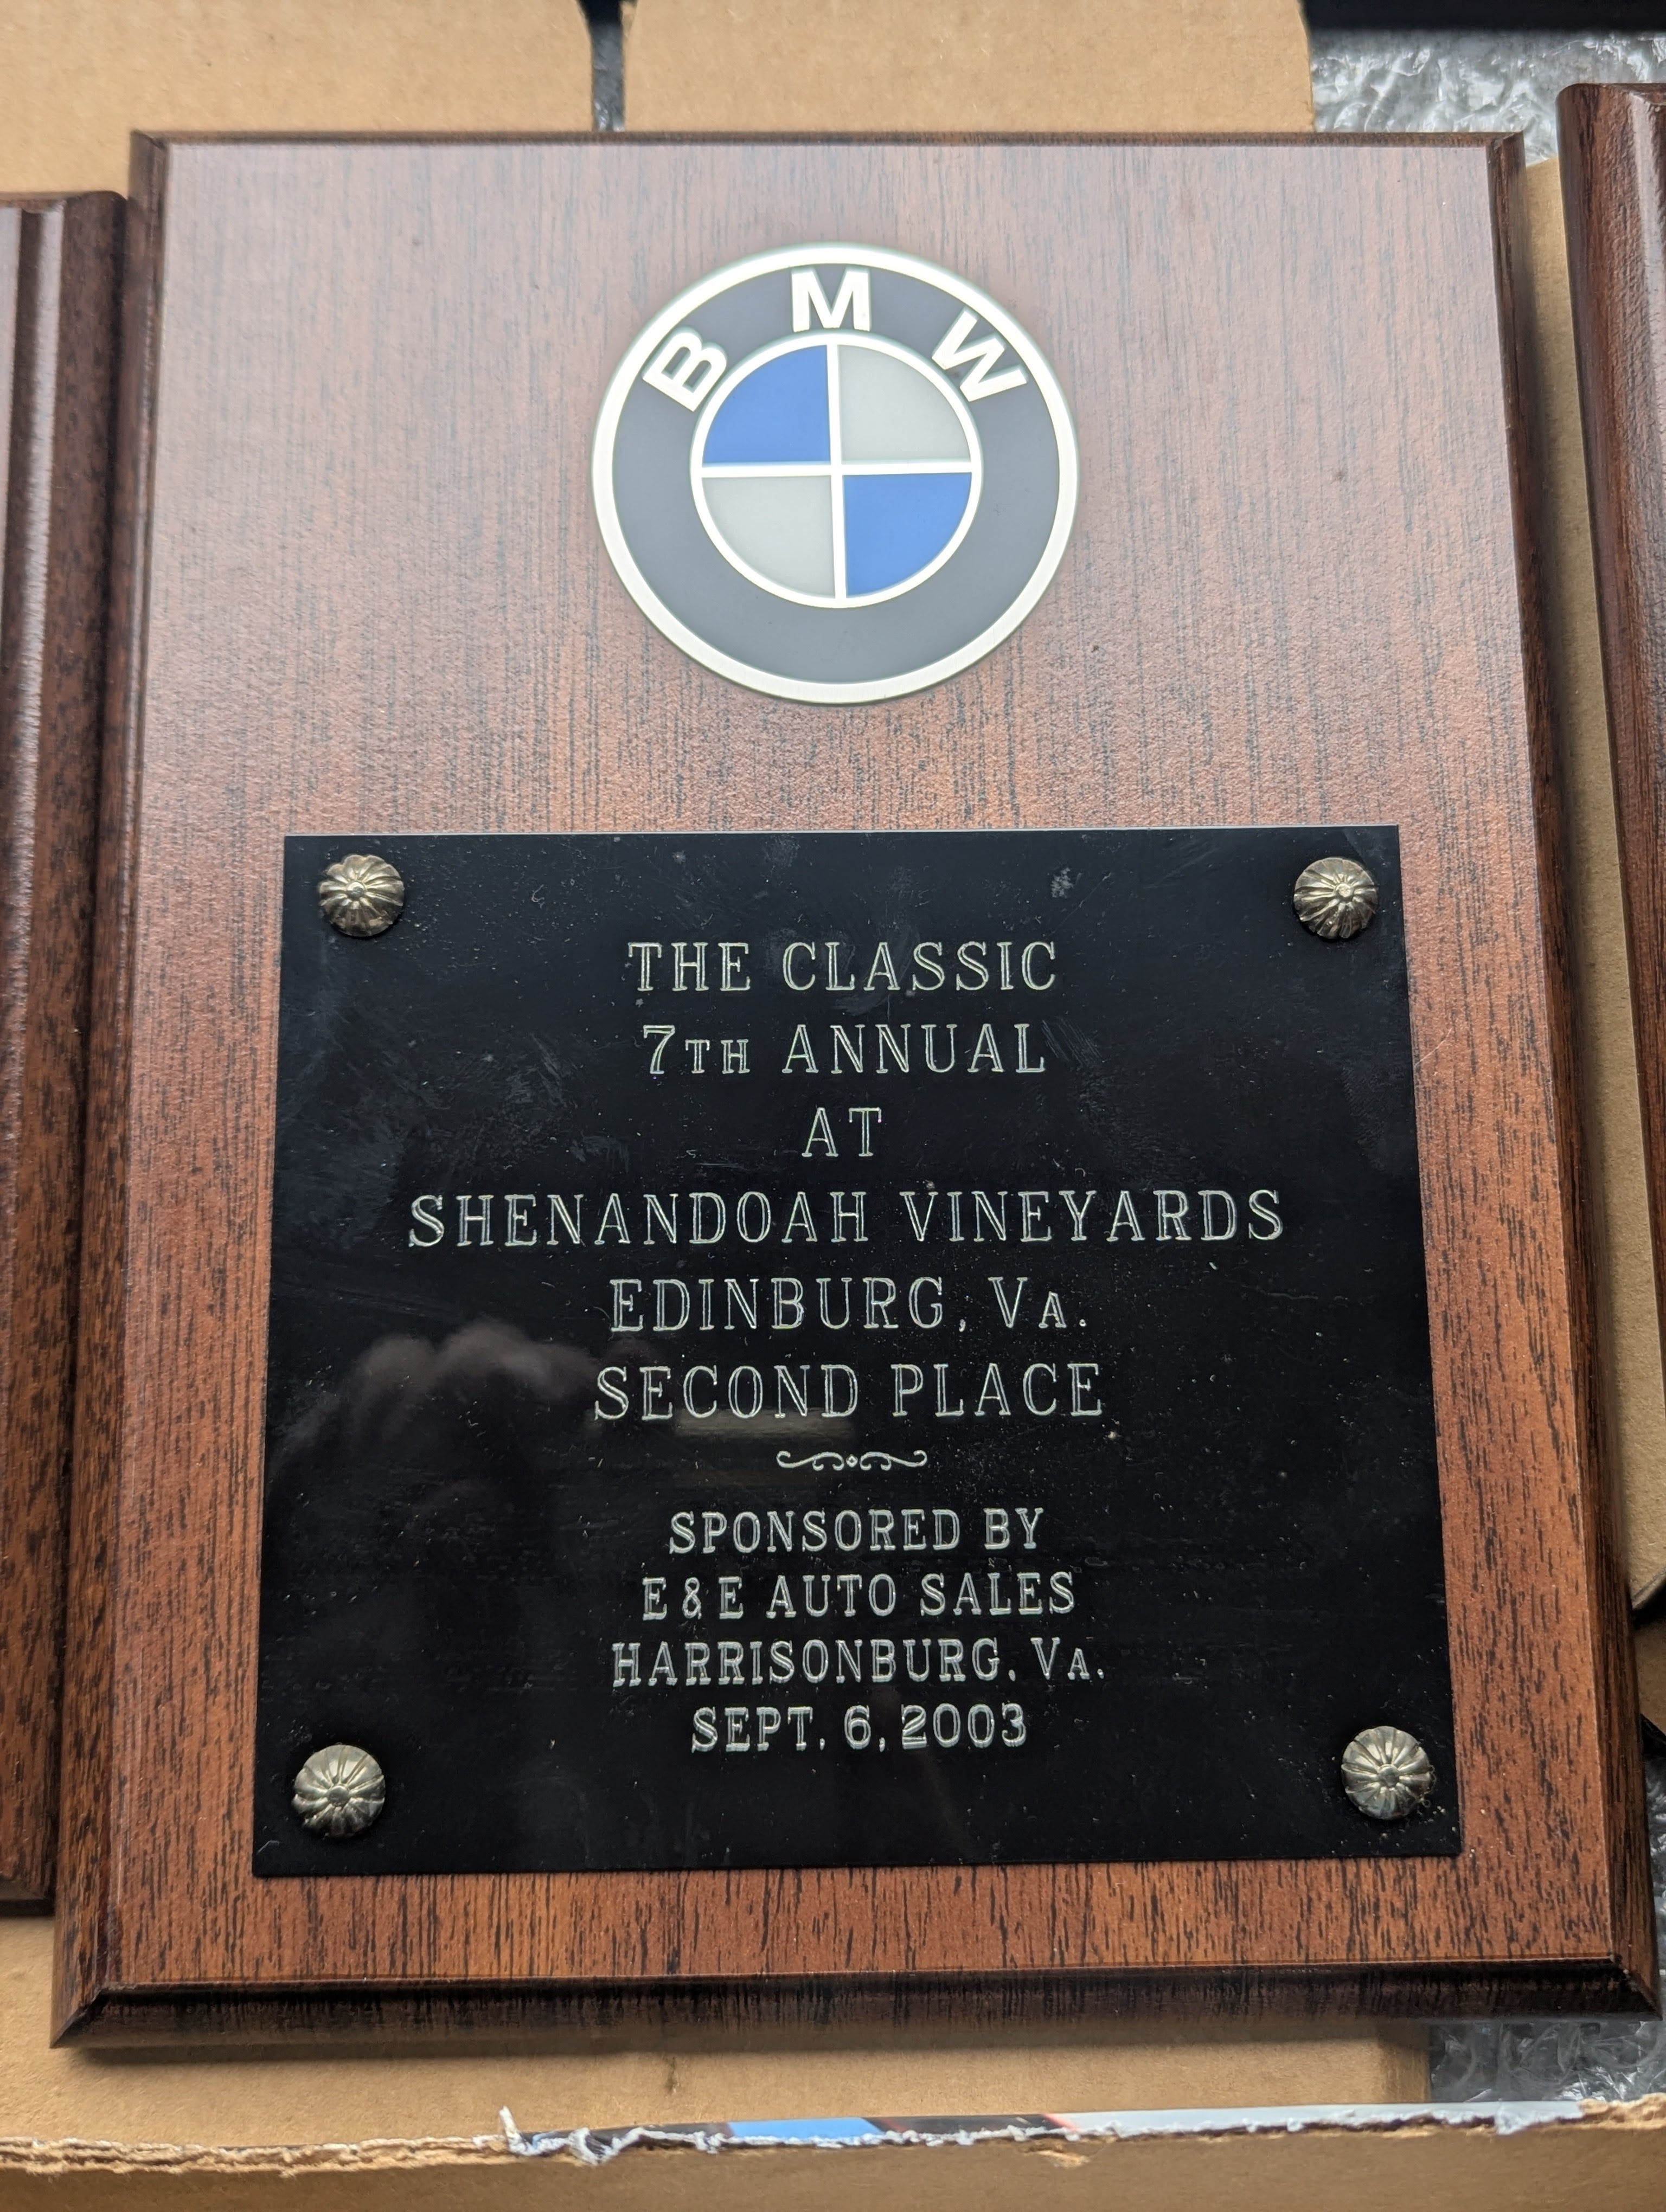 BMW
THE CLASSIC
7TH ANNUAL
AT
SHENANDOAH VINEYARDS
EDINBURG, VA.
SECOND PLACE
SPONSORED BY
E&E AUTO SALES
HARRISONBURG, VA.
SEPT. 6, 2003